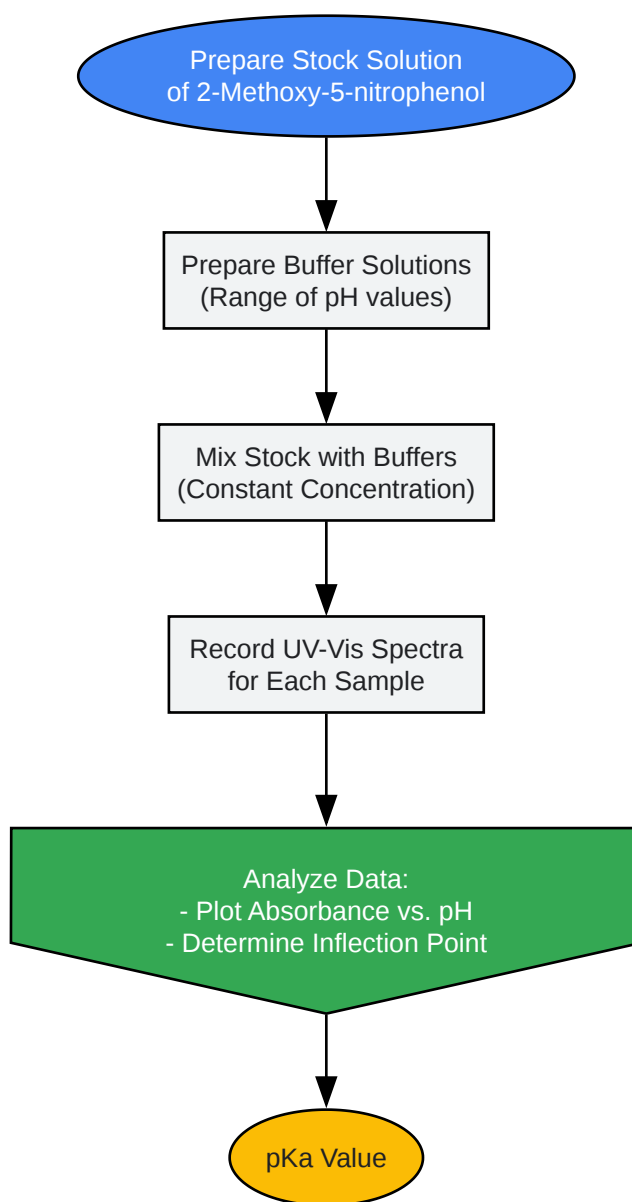 Prepare Stock Solution
of 2-Methoxy-5-nitrophenol
Prepare Buffer Solutions
(Range of pH values)
Mix Stock with Buffers
(Constant Concentration)
Record UV-Vis Spectra
for Each Sample
Analyze Data:
- Plot Absorbance vs. pH
- Determine Inflection Point
pKa Value